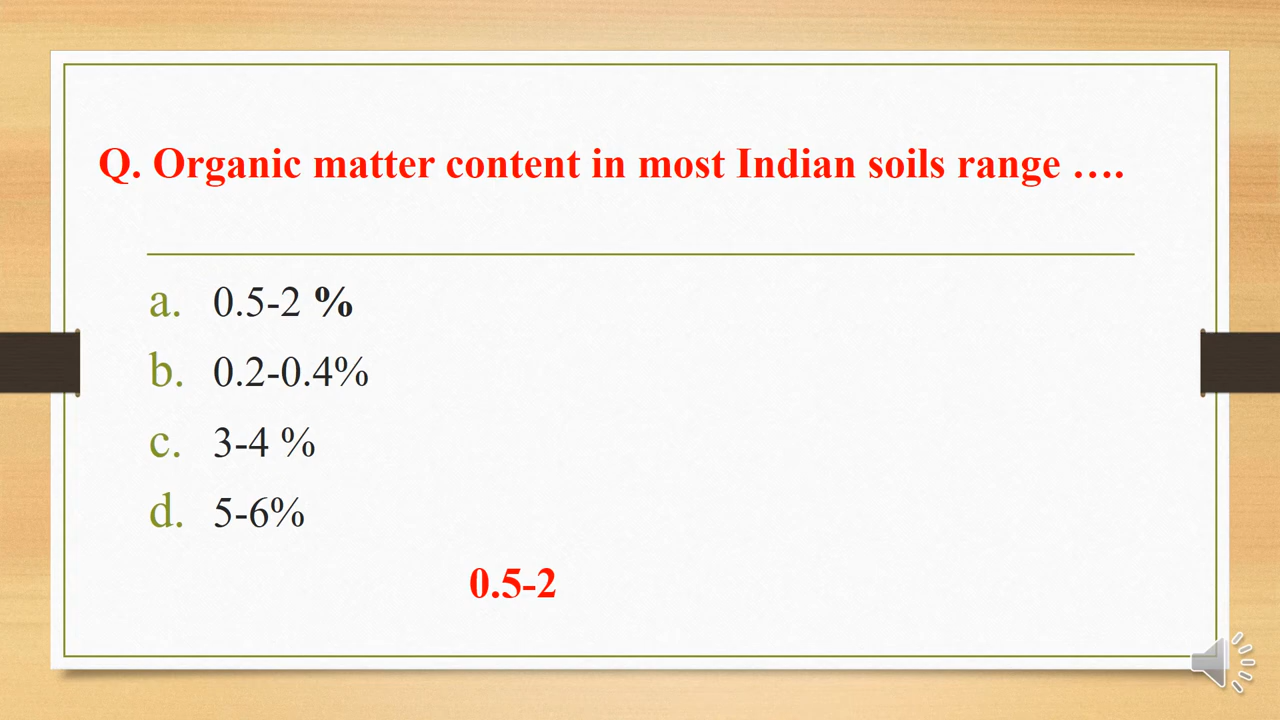 Q. Organic matter content in most Indian soils range ....
a. 0.5-2 %
b. 0.2-0.4%
c. 3-4 %
d. 5-6%
0.5-2